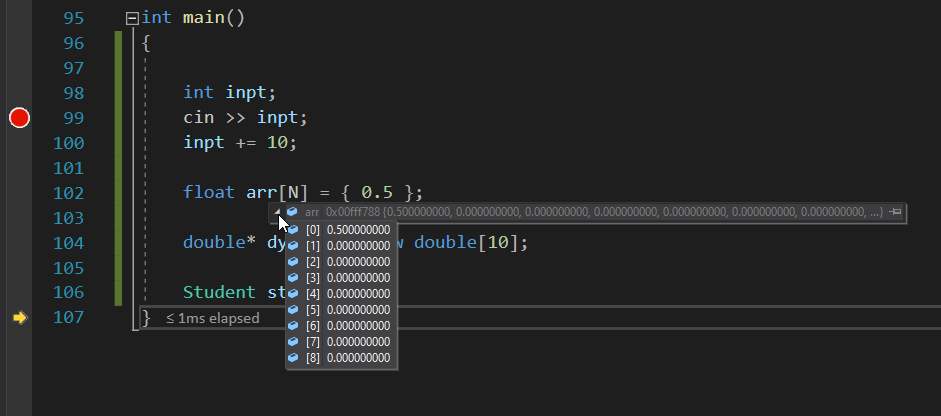 95 int main()
96 {
97
98 int inpt;
99 cin >> inpt;
100 inpt += 10;
101
102 float arr[N] = { 0.5 };
103 arr 0x00fff788 {0.500000000, 0.000000000, 0.000000000, 0.000000000, 0.000000000, 0.000000000, 0.000000000, ...}
[0] 0.500000000
104 double* dy [1] 0.000000000 w double[10];
[2] 0.000000000
105 [3] 0.000000000
[4] 0.000000000
106 Student st [5] 0.000000000
[6] 0.000000000
107 } ≤ 1ms elapsed [7] 0.000000000
[8] 0.000000000